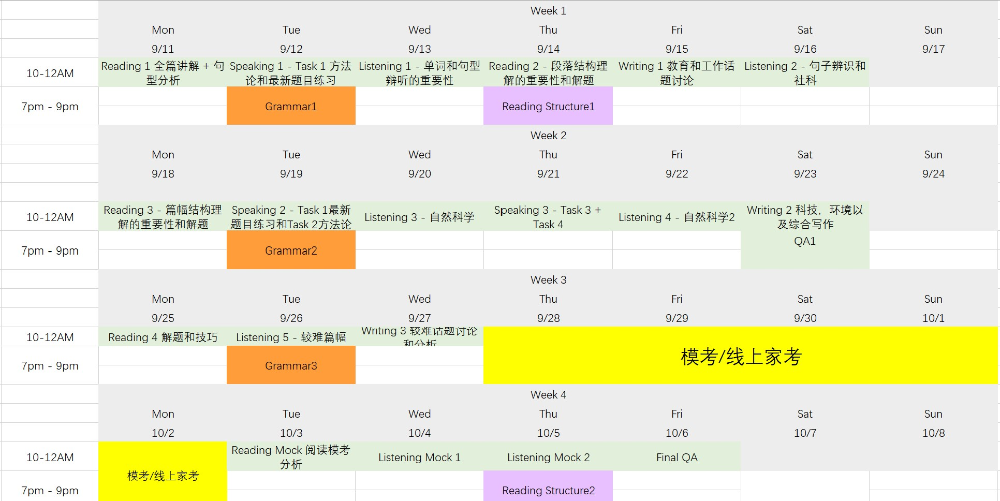 Week 1
Mon Tue Wed Thu Fri Sat Sun
9/11 9/12 9/13 9/14 9/15 9/16 9/17
10-12AM
Reading 1 全篇讲解 + 句
型分析
Speaking 1 - Task 1 方法
论和最新题目练习
Listening 1 - 单词和句型
辩听的重要性
Reading 2 - 段落结构理
解的重要性和解题
Writing 1 教育和工作话
题讨论
Listening 2 - 句子辨识和
社科
7pm - 9pm
Grammar1
Reading Structure1
Week 2
Mon Tue Wed Thu Fri Sat Sun
9/18 9/19 9/20 9/21 9/22 9/23 9/24
10-12AM
Reading 3 - 篇幅结构理
解的重要性和解题
Speaking 2 - Task 1最新
题目练习和Task 2方法论
Listening 3 - 自然科学
Speaking 3 - Task 3 +
Task 4
Listening 4 - 自然科学2
Writing 2 科技，环境以
及综合写作
7pm - 9pm
Grammar2
QA1
Week 3
Mon Tue Wed Thu Fri Sat Sun
9/25 9/26 9/27 9/28 9/29 9/30 10/1
10-12AM
Reading 4 解题和技巧
Listening 5 - 较难篇幅
Writing 3 较难话题讨论
和分析
模考/线上家考
7pm - 9pm
Grammar3
Week 4
Mon Tue Wed Thu Fri Sat Sun
10/2 10/3 10/4 10/5 10/6 10/7 10/8
10-12AM
模考/线上家考
Reading Mock 阅读模考
分析
Listening Mock 1
Listening Mock 2
Final QA
7pm - 9pm
Reading Structure2